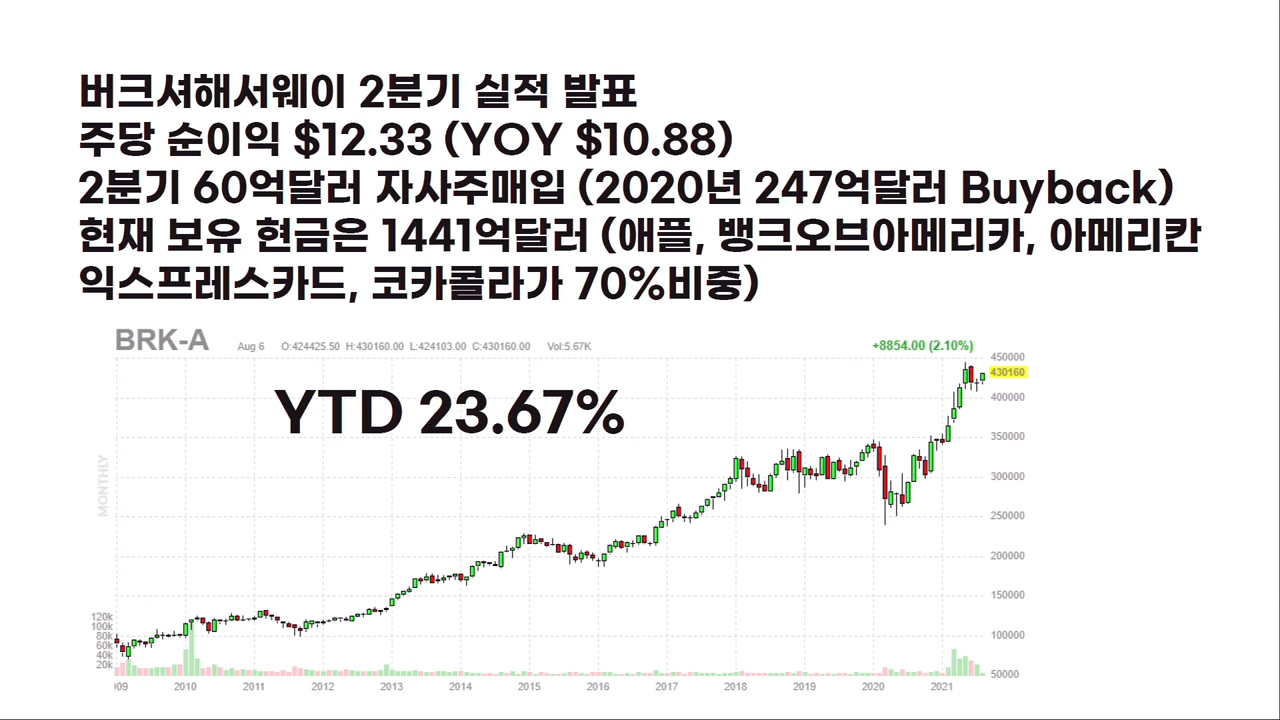 버크셔해서웨이 2분기 실적 발표
주당 순이익 $12.33 (YOY $10.88)
2분기 60억달러 자사주매입 (2020년 247억달러 Buyback)
현재 보유 현금은 1441억달러 (애플, 뱅크오브아메리카, 아메리칸
익스프레스카드, 코카콜라가 70%비중)
BRK-A Aug 6 O:424425.50 H:430160.00 L:424103.00 C:430160.00 Vol:5.67K +8854.00 (2.10%)
450000
430160
YTD 23.67%
400000
350000
MONTHLY
300000
250000
200000
150000
120k
100k
80k
60k
40k
20k
100000
50000
009 2010 2011 2012 2013 2014 2015 2016 2017 2018 2019 2020 2021